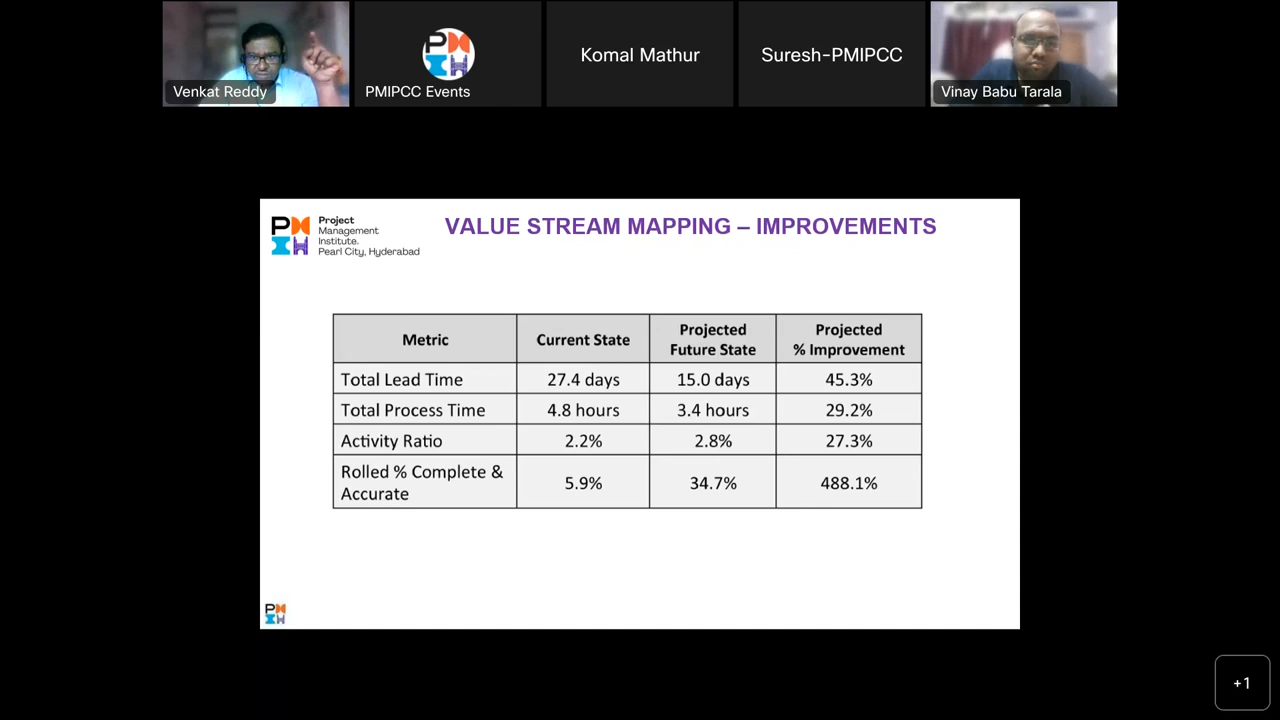 Venkat Reddy
PMIPCC Events
Komal Mathur
Suresh-PMIPCC
Vinay Babu Tarala
Project
Management
Institute.
Pearl City, Hyderabad
VALUE STREAM MAPPING – IMPROVEMENTS
Metric
Current State
Projected
Future State
Projected
% Improvement
Total Lead Time
27.4 days
15.0 days
45.3%
Total Process Time
4.8 hours
3.4 hours
29.2%
Activity Ratio
2.2%
2.8%
27.3%
Rolled % Complete &
Accurate
5.9%
34.7%
488.1%
+1